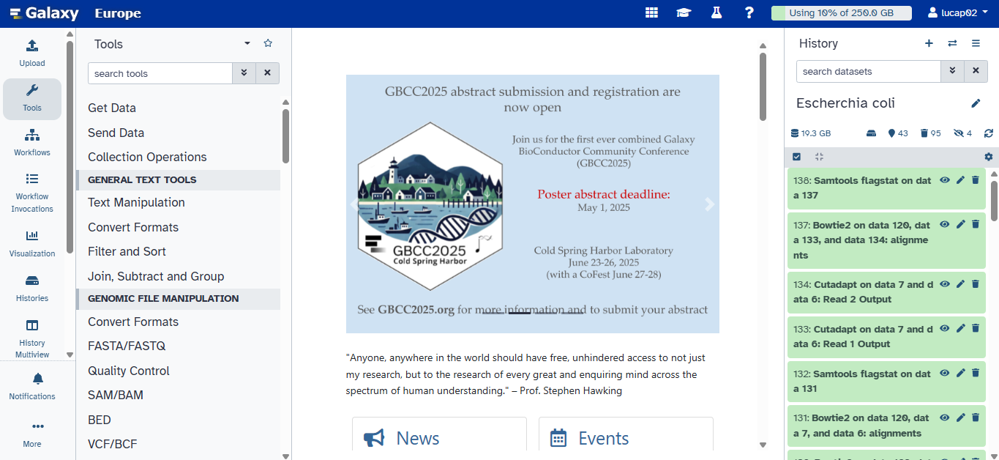 Galaxy Europe
Using 10% of 250.0 GB
lucap02
Upload
Tools
Workflows
Workflow
Invocations
Visualization
Histories
History
Multiview
Notifications
More
Tools
search tools
Get Data
Send Data
Collection Operations
GENERAL TEXT TOOLS
Text Manipulation
Convert Formats
Filter and Sort
Join, Subtract and Group
GENOMIC FILE MANIPULATION
Convert Formats
FASTA/FASTQ
Quality Control
SAM/BAM
BED
VCF/BCF
GBCC2025 abstract submission and registration are
now open
GBCC2025
Cold Spring Harbor
Join us for the first ever combined Galaxy
BioConductor Community Conference
(GBCC2025)
Poster abstract deadline:
May 1, 2025
Cold Spring Harbor Laboratory
June 23-26, 2025
(with a CoFest June 27-28)
See GBCC2025.org for more information and to submit your abstract
"Anyone, anywhere in the world should have free, unhindered access to not just
my research, but to the research of every great and enquiring mind across the
spectrum of human understanding." – Prof. Stephen Hawking
News
Events
History
search datasets
Escherchia coli
19.3 GB
43
95
4
138: Samtools flagstat on dat
a 137
137: Bowtie2 on data 120, dat
a 133, and data 134: alignme
nts
134: Cutadapt on data 7 and d
ata 6: Read 2 Output
133: Cutadapt on data 7 and d
ata 6: Read 1 Output
132: Samtools flagstat on dat
a 131
131: Bowtie2 on data 120, dat
a 7, and data 6: alignments